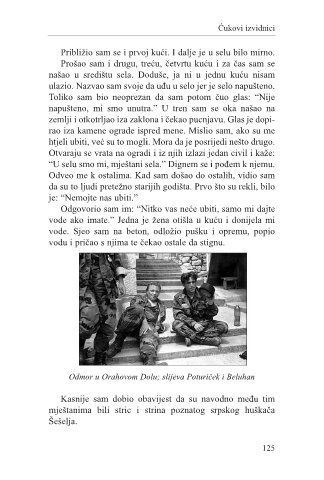 Ćukovi izvidnici
Približio sam se i prvoj kući. I dalje je u selu bilo mirno.
Prošao sam i drugu, treću, četvrtu kuću i za čas sam se
našao u središtu sela. Doduše, ja ni u jednu kuću nisam
ulazio. Nazvao sam svoje da uđu u selo jer je selo napušteno.
Toliko sam bio neoprezan da sam potom čuo glas: “Nije
napušteno, mi smo unutra.” U tren sam se oka našao na
zemlji i otkotrljao iza zaklona i čekao pucnjavu. Glas je dopi-
rao iza kamene ograde ispred mene. Mislio sam, ako su me
htjeli ubiti, već su to mogli. Mora da je posrijedi nešto drugo.
Otvaraju se vrata na ogradi i iz njih izlazi jedan civil i kaže:
“U selu smo mi, mještani sela.” Dignem se i pođem k njemu.
Odveo me k ostalima. Kad sam došao do ostalih, vidio sam
da su to ljudi pretežno starijih godišta. Prvo što su rekli, bilo
je: “Nemojte nas ubiti.”
Odgovorio sam im: “Nitko vas neće ubiti, samo mi dajte
vode ako imate.” Jedna je žena otišla u kuću i donijela mi
vode. Sjeo sam na beton, odložio pušku i opremu, popio
vodu i pričao s njima te čekao ostale da stignu.
Odmor u Orahovom Dolu; slijeva Poturiček i Beluhan
Kasnije sam dobio obavijest da su navodno među tim
mještanima bili stric i strina poznatog srpskog huškača
Šešelja.
125